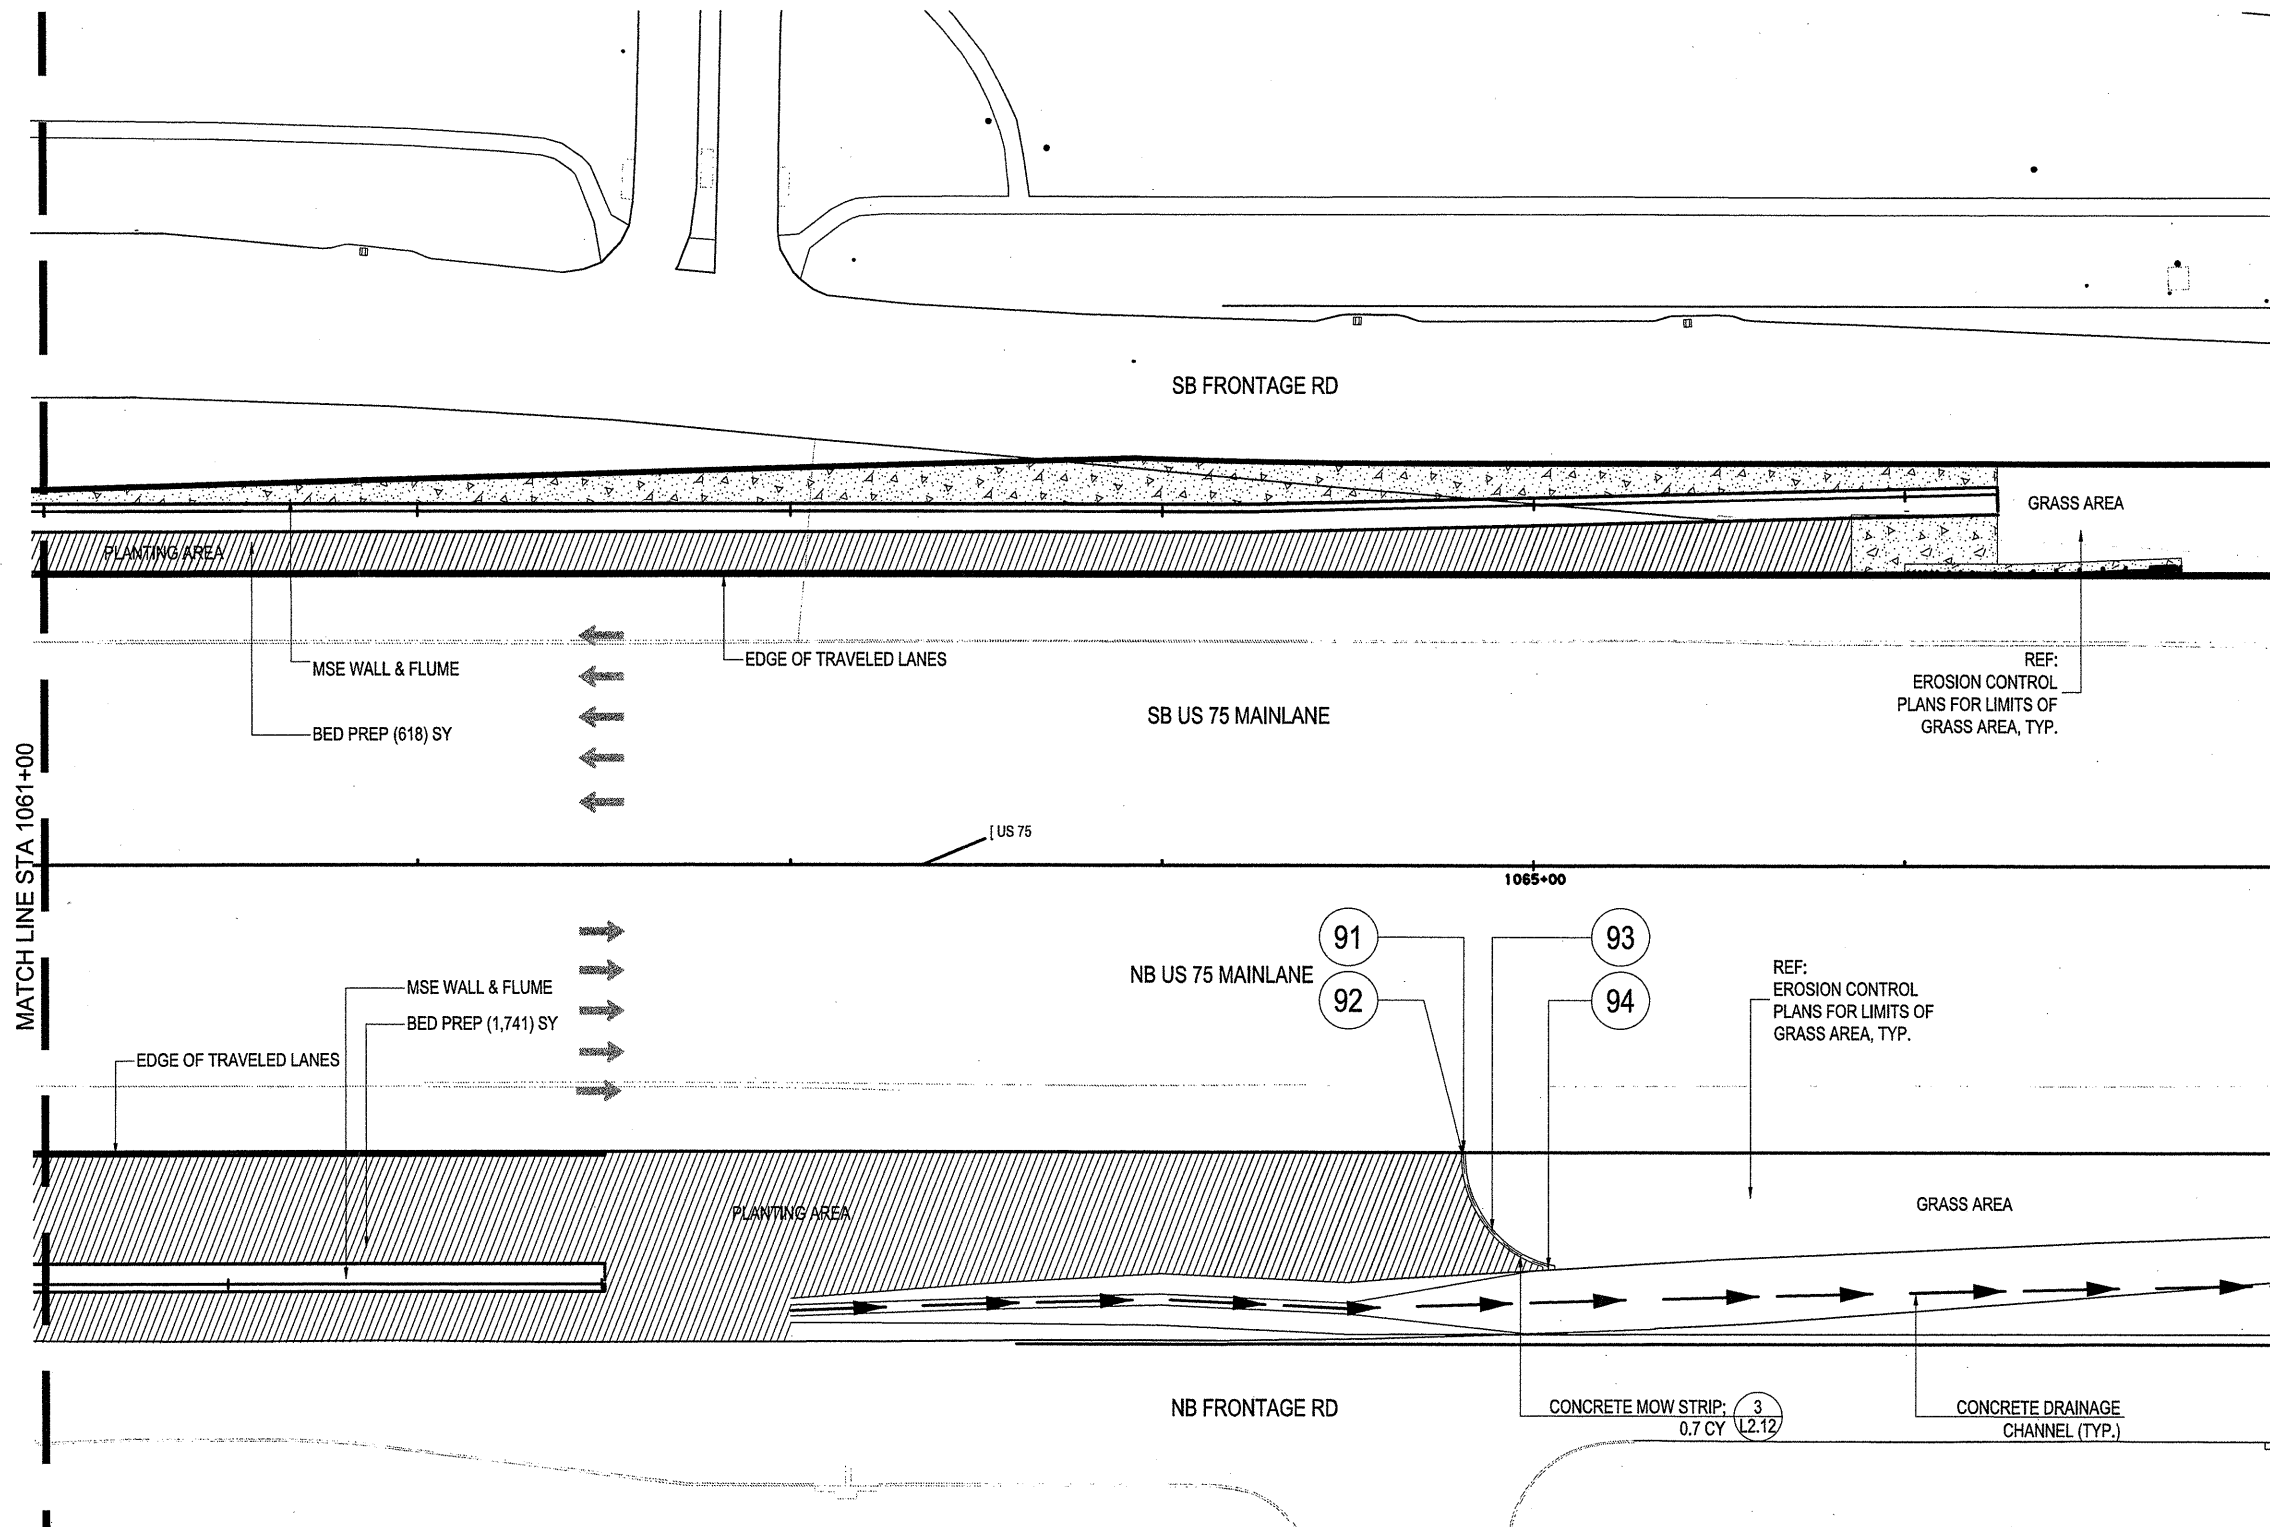 SB FRONTAGE RD
GRASS AREA
PLANTING AREA
MSE WALL & FLUME
EDGE OF TRAVELED LANES
REF:
EROSION CONTROL
PLANS FOR LIMITS OF
GRASS AREA, TYP.
BED PREP (618) SY
SB US 75 MAINLANE
MATCH LINE STA 1061+00
[ US 75
1065+00
91
93
NB US 75 MAINLANE
92
94
REF:
EROSION CONTROL
PLANS FOR LIMITS OF
GRASS AREA, TYP.
MSE WALL & FLUME
BED PREP (1,741) SY
EDGE OF TRAVELED LANES
PLANTING AREA
GRASS AREA
NB FRONTAGE RD
CONCRETE MOW STRIP;
0.7 CY
3
L2.12
CONCRETE DRAINAGE
CHANNEL (TYP.)